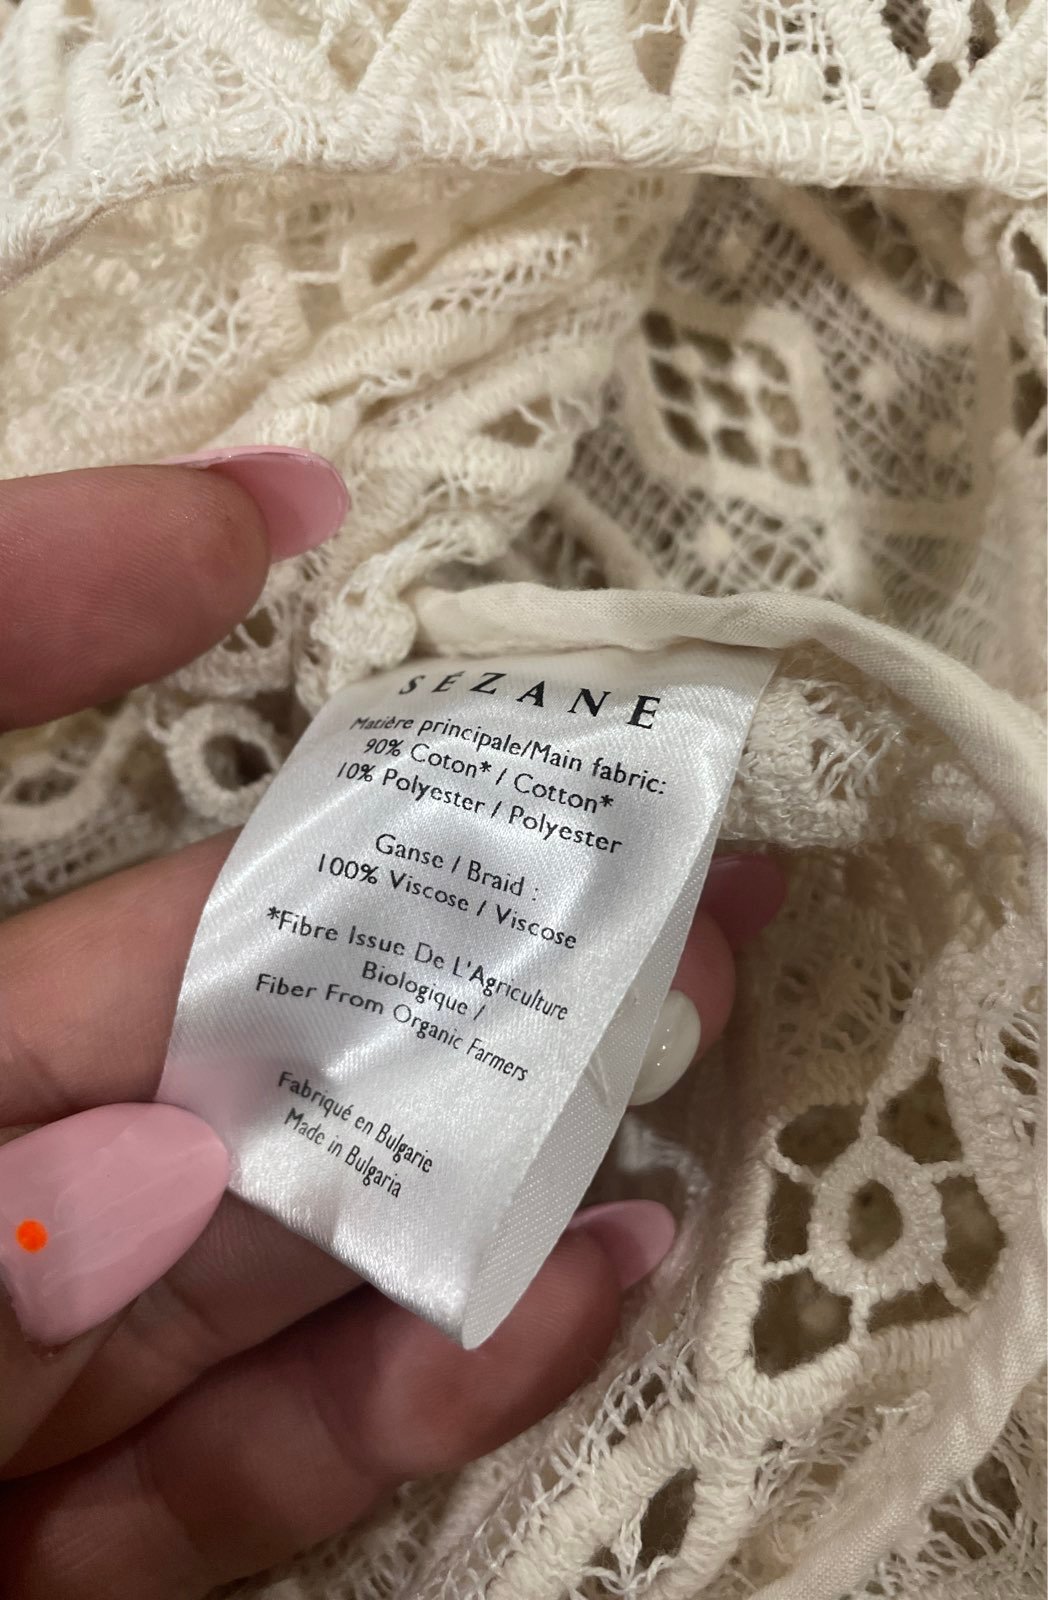 SÉZANE
Matière principale/Main fabric:
90% Coton* / Cotton*
10% Polyester / Polyester
Ganse / Braid :
100% Viscose / Viscose
*Fibre Issue De L'Agriculture
Biologique /
Fiber From Organic Farmers
Fabriqué en Bulgarie
Made in Bulgaria